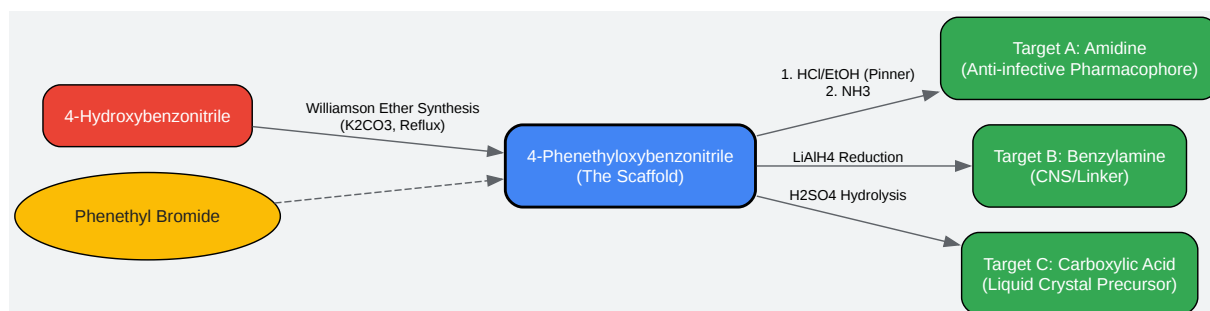 4-Hydroxybenzonitrile
Phenethyl Bromide
Williamson Ether Synthesis
(K2CO3, Reflux)
4-Phenethyloxybenzonitrile
(The Scaffold)
1. HCl/EtOH (Pinner)
2. NH3
LiAlH4 Reduction
H2SO4 Hydrolysis
Target A: Amidine
(Anti-infective Pharmacophore)
Target B: Benzylamine
(CNS/Linker)
Target C: Carboxylic Acid
(Liquid Crystal Precursor)